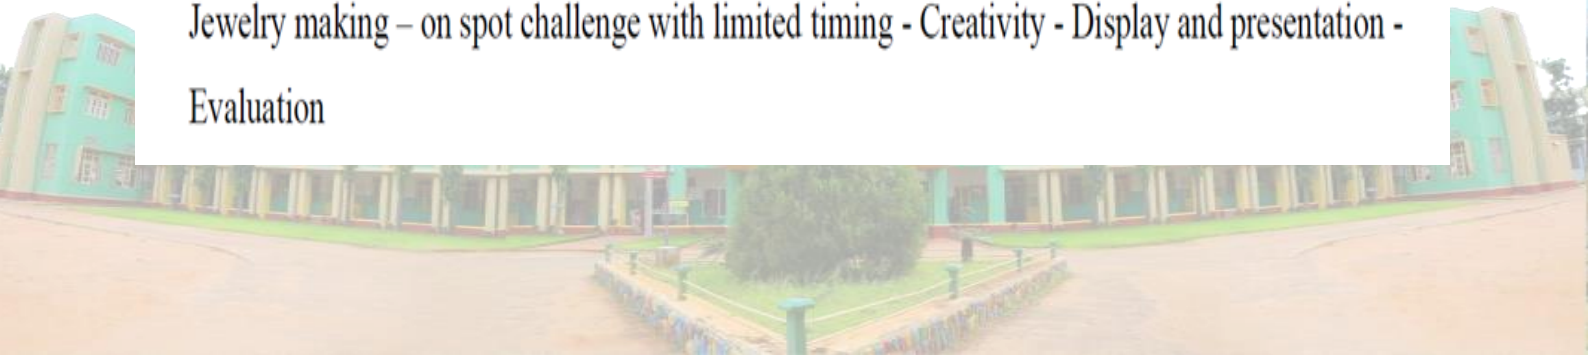 Jewelry making – on spot challenge with limited timing - Creativity - Display and presentation -
Evaluation